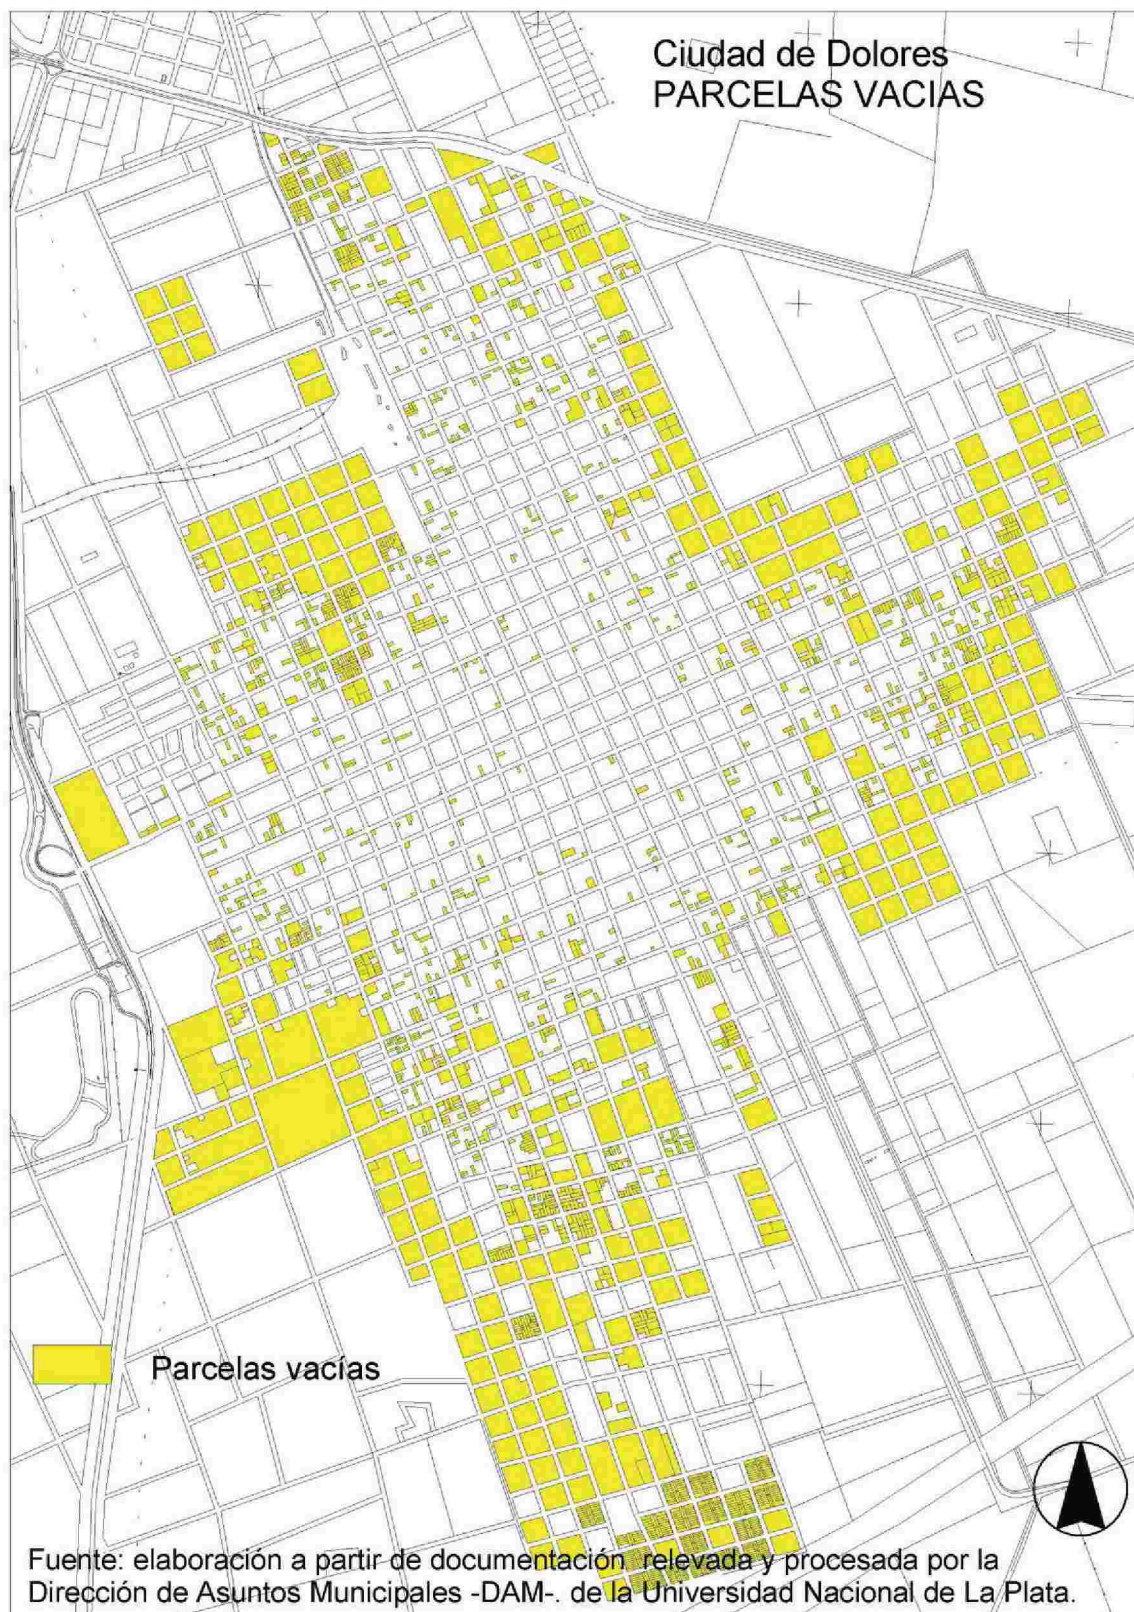 Ciudad de Dolores
PARCELAS VACIAS
Parcelas vacías
Fuente: elaboración a partir de documentación relevada y procesada por la
Dirección de Asuntos Municipales -DAM-. de la Universidad Nacional de La Plata.